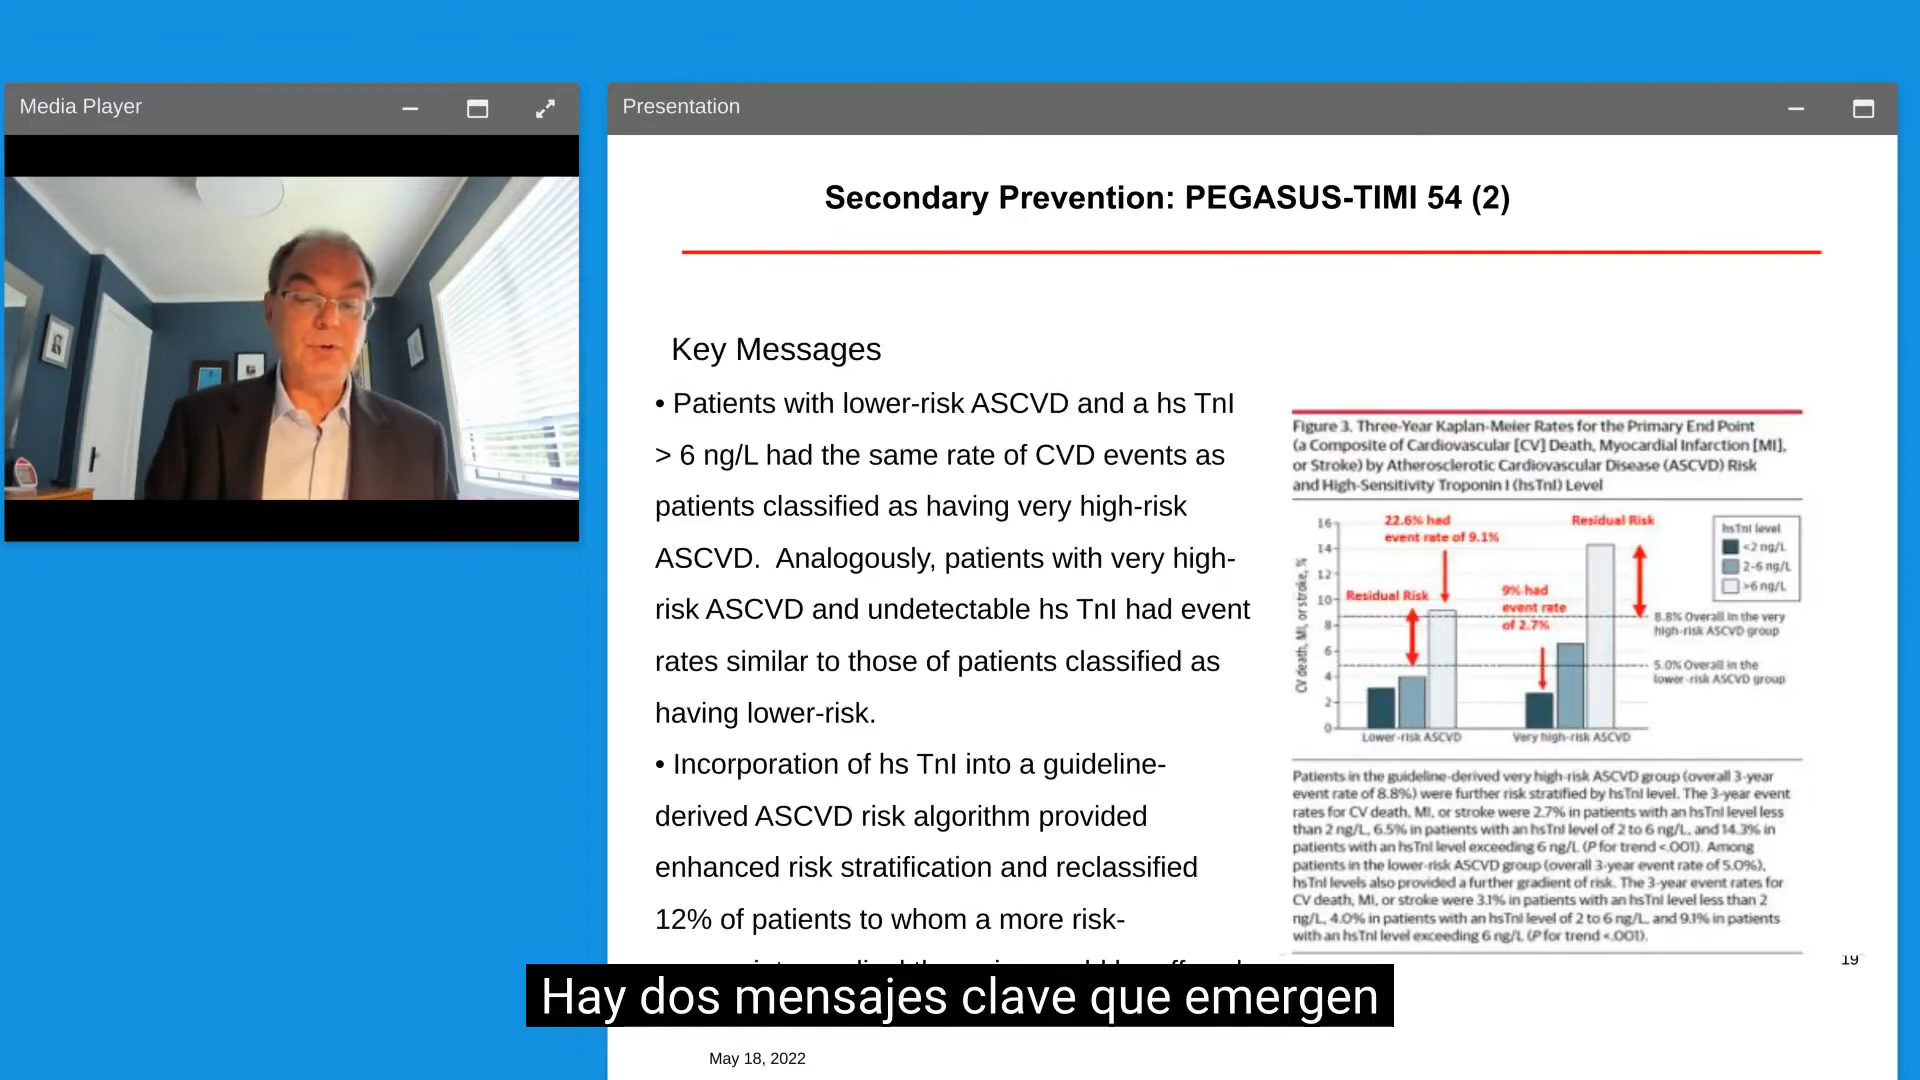 Media Player
Presentation
Secondary Prevention: PEGASUS-TIMI 54 (2)
Key Messages
• Patients with lower-risk ASCVD and a hs TnI
> 6 ng/L had the same rate of CVD events as
patients classified as having very high-risk
ASCVD.  Analogously, patients with very high-
risk ASCVD and undetectable hs TnI had event
rates similar to those of patients classified as
having lower-risk.
• Incorporation of hs TnI into a guideline-
derived ASCVD risk algorithm provided
enhanced risk stratification and reclassified
12% of patients to whom a more risk-
Figure 3. Three-Year Kaplan-Meier Rates for the Primary End Point
(a Composite of Cardiovascular [CV] Death, Myocardial Infarction [MI],
or Stroke) by Atherosclerotic Cardiovascular Disease (ASCVD) Risk
and High-Sensitivity Troponin I (hsTnI) Level
CV death, MI, or stroke, %
16
14
12
10
8
6
4
2
0
22.6% had
event rate of 9.1%
Residual Risk
Residual Risk
9% had
event rate
of 2.7%
hsTnI level
<2 ng/L
2-6 ng/L
>6 ng/L
8.8% Overall in the very
high-risk ASCVD group
5.0% Overall in the
lower-risk ASCVD group
Lower-risk ASCVD
Very high-risk ASCVD
Patients in the guideline-derived very high-risk ASCVD group (overall 3-year
event rate of 8.8%) were further risk stratified by hsTnI level. The 3-year event
rates for CV death, MI, or stroke were 2.7% in patients with an hsTnI level less
than 2 ng/L, 6.5% in patients with an hsTnI level of 2 to 6 ng/L, and 14.3% in
patients with an hsTnI level exceeding 6 ng/L (P for trend <.001). Among
patients in the lower-risk ASCVD group (overall 3-year event rate of 5.0%),
hsTnI levels also provided a further gradient of risk. The 3-year event rates for
CV death, MI, or stroke were 3.1% in patients with an hsTnI level less than 2
ng/L, 4.0% in patients with an hsTnI level of 2 to 6 ng/L, and 9.1% in patients
with an hsTnI level exceeding 6 ng/L (P for trend <.001).
19
Hay dos mensajes clave que emergen
May 18, 2022